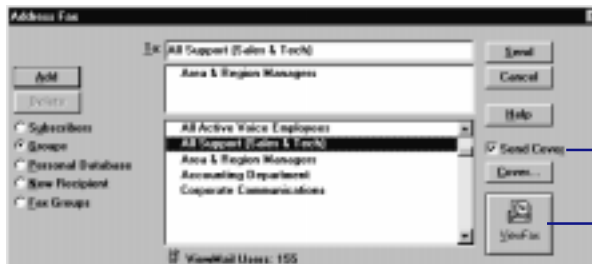 Address Fax
To: All Support (Sales & Tech)
Send
Area & Region Managers
Add
Cancel
Delete
Help
Subscribers
Groups
Personal Database
New Recipient
Fax Groups
All Active Voice Employees
All Support (Sales & Tech)
Area & Region Managers
Accounting Department
Corporate Communications
Send Cover
Cover...
ViewFax
ViewMail Users: 155